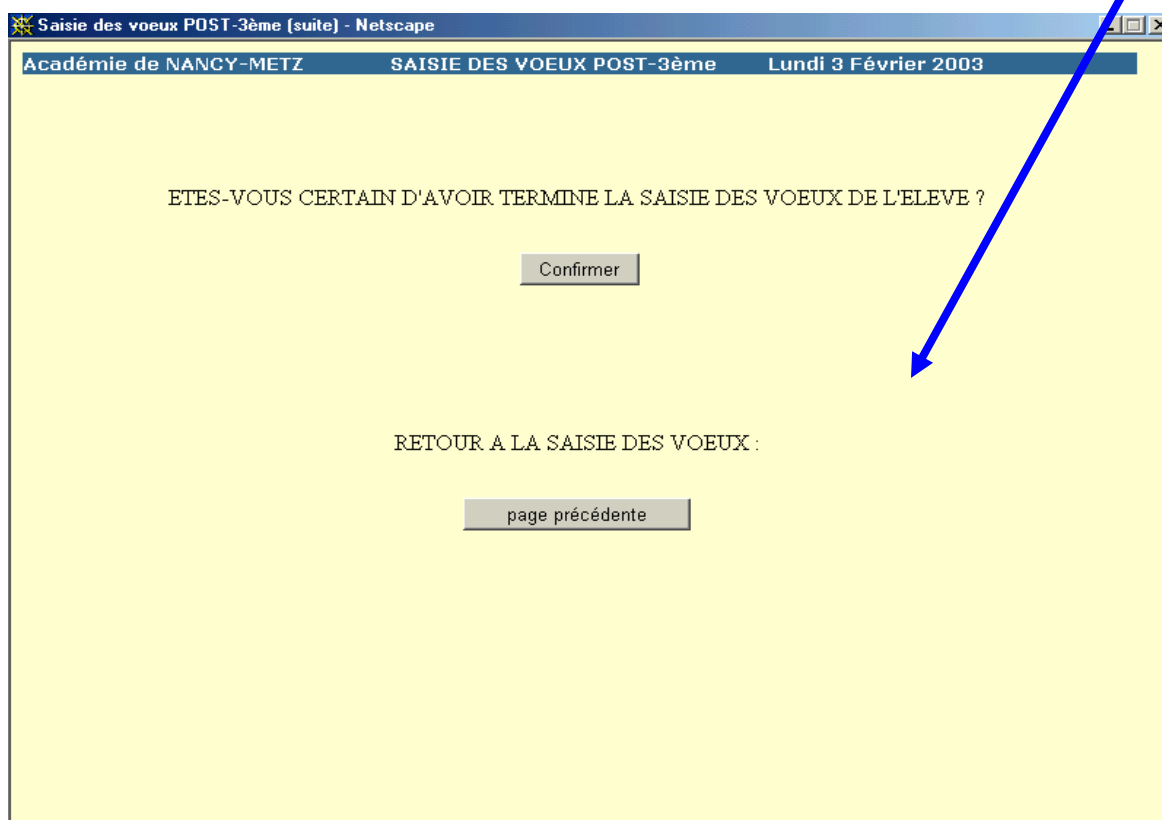 Saisie des voeux POST-3ème (suite) - Netscape
Académie de NANCY-METZ SAISIE DES VOEUX POST-3ème Lundi 3 Février 2003
ETES-VOUS CERTAIN D'AVOIR TERMINE LA SAISIE DES VOEUX DE L'ELEVE ?
Confirmer
RETOUR A LA SAISIE DES VOEUX :
page précédente